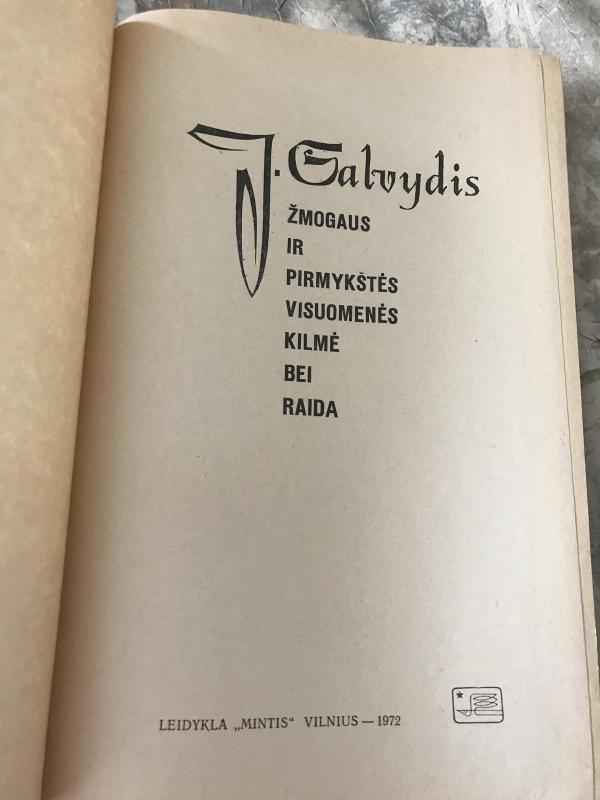 J. Galvydis
ŽMOGAUS
IR
PIRMYKŠTĖS
VISUOMENĖS
KILMĖ
BEI
RAIDA
LEIDYKLA „MINTIS“ VILNIUS — 1972